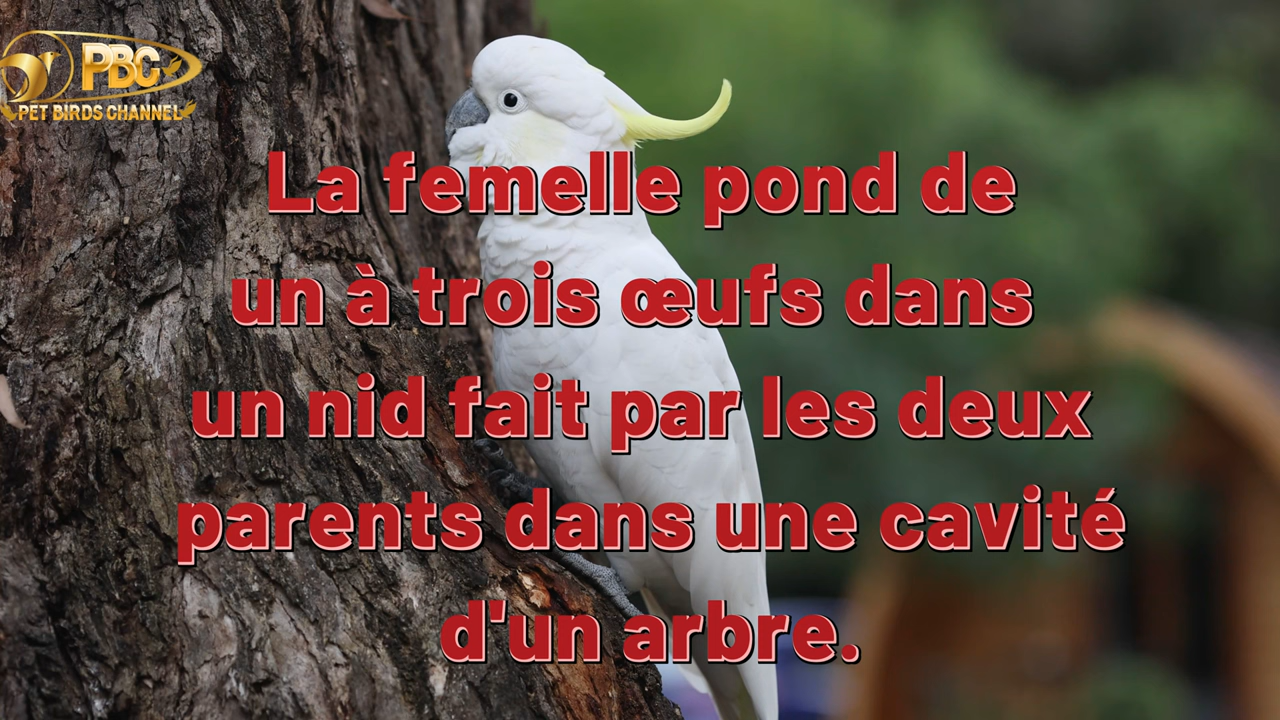 PBC
PET BIRDS CHANNEL
La femelle pond de
un à trois œufs dans
un nid fait par les deux
parents dans une cavité
d'un arbre.